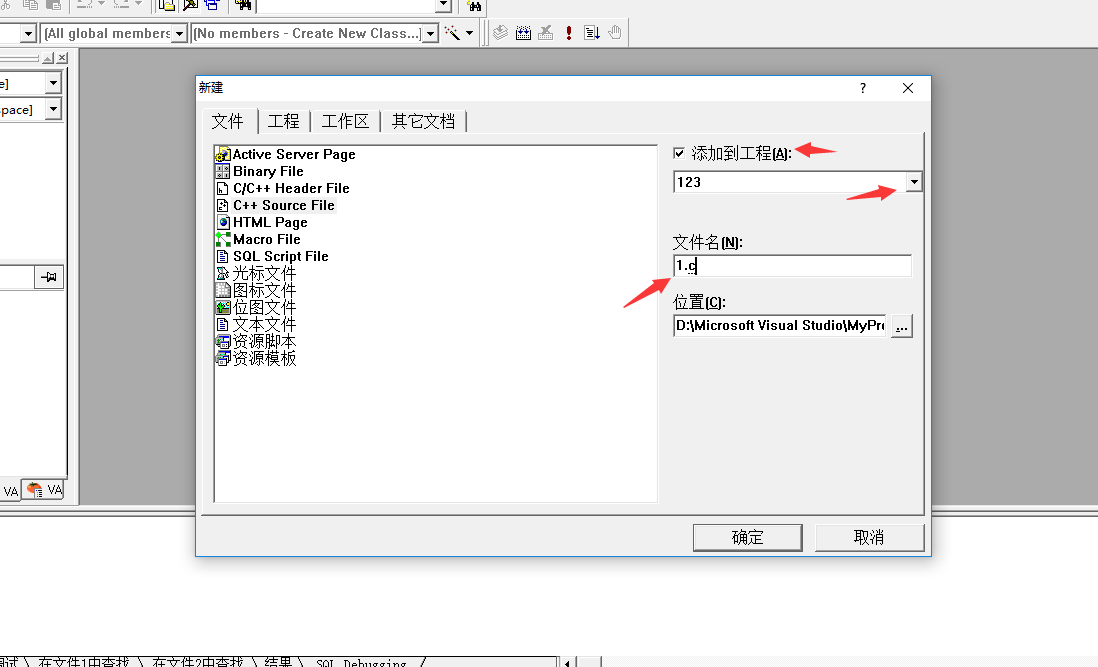 (All global members
(No members - Create New Class...)
e]
space]
新建
?
文件
工程
工作区
其它文档
Active Server Page
Binary File
C/C++ Header File
C++ Source File
HTML Page
Macro File
SQL Script File
光标文件
图标文件
位图文件
文本文件
资源脚本
资源模板
添加到工程(A):
123
文件名(N):
1.c
位置(C):
D:\Microsoft Visual Studio\MyPr
...
确定
取消
VA
VA
调试 \ 在文件1中查找 \ 在文件2中查找 \ 结果 \ SQL Debugging /